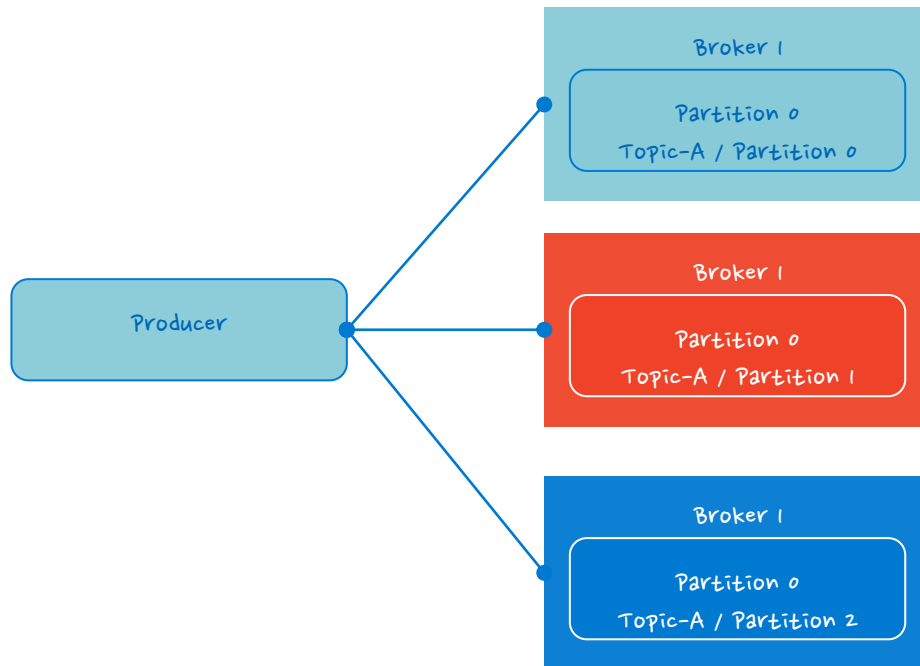 Broker 1
Partition 0
Topic-A / Partition 0
Producer
Broker 1
Partition 0
Topic-A / Partition 1
Broker 1
Partition 0
Topic-A / Partition 2